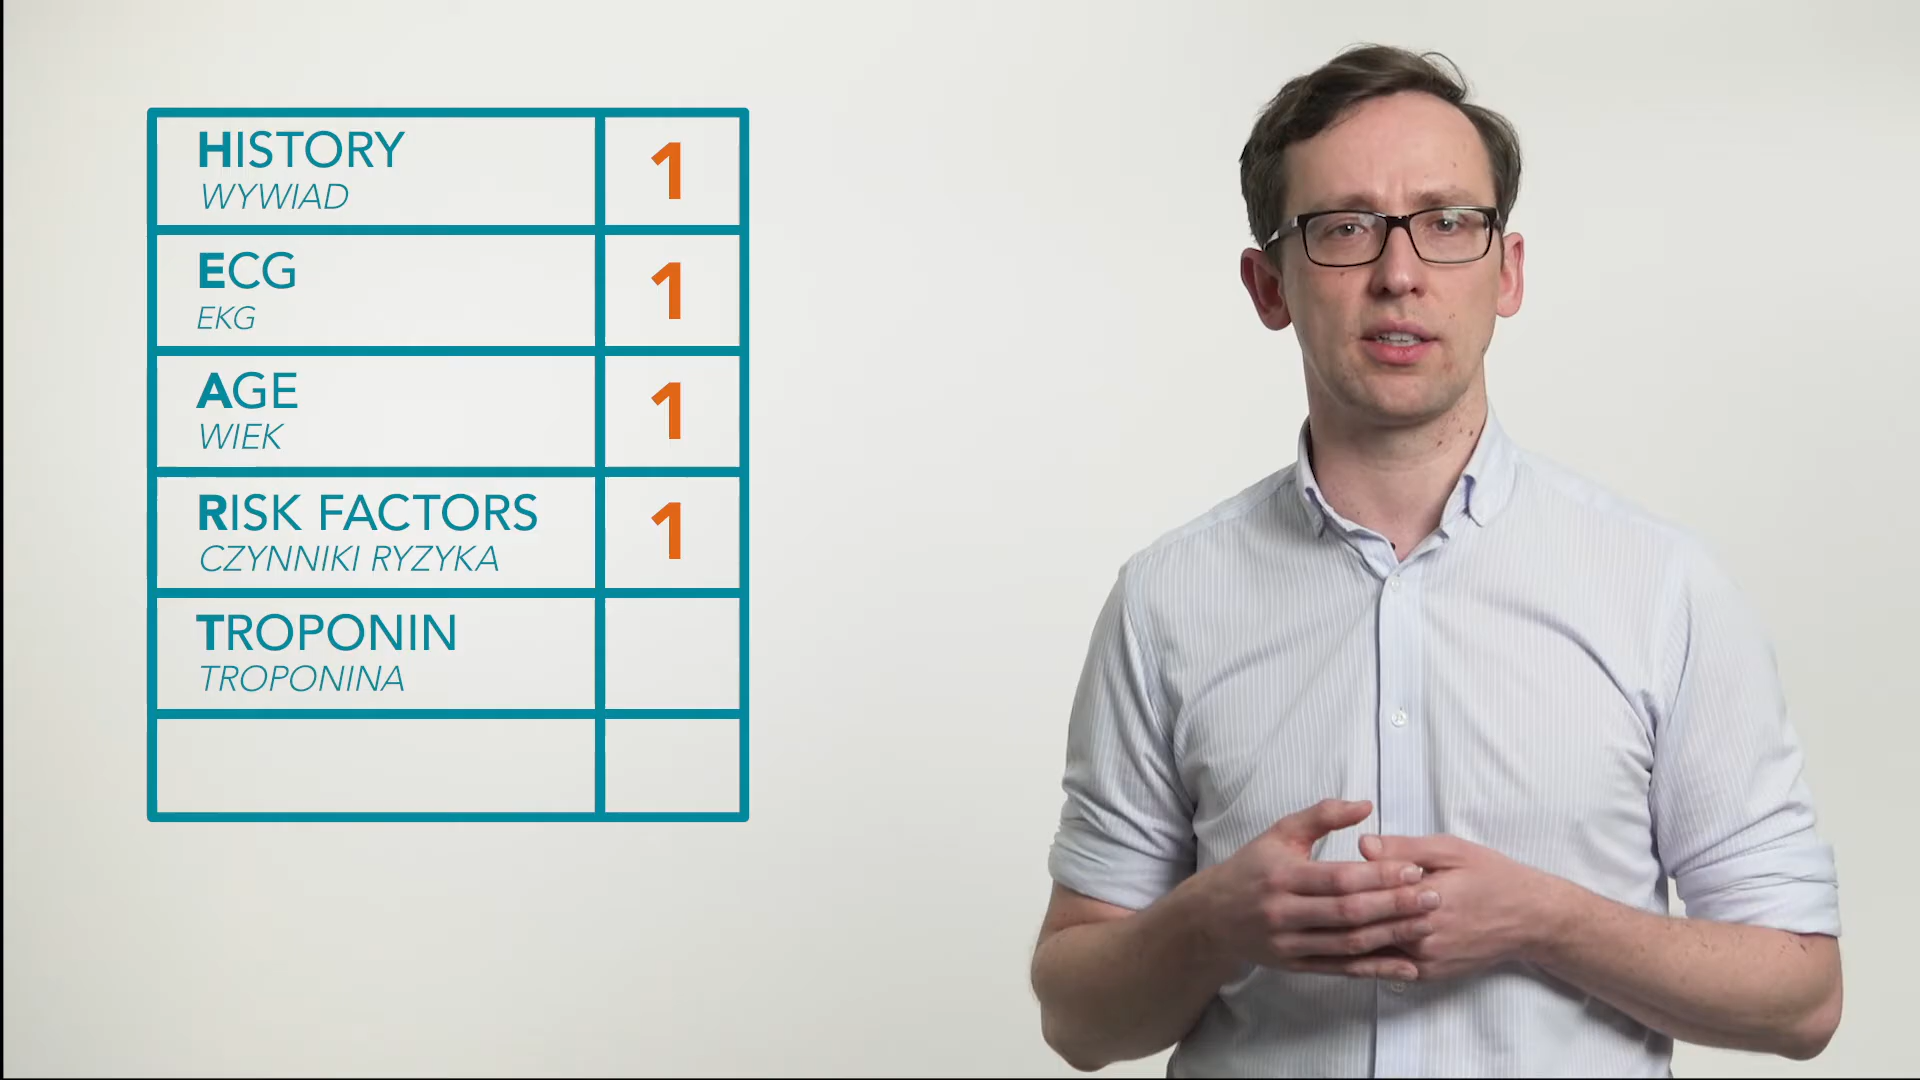 HISTORY 1
WYWIAD
ECG 1
EKG
AGE 1
WIEK
RISK FACTORS 1
CZYNNIKI RYZYKA
TROPONIN
TROPONINA